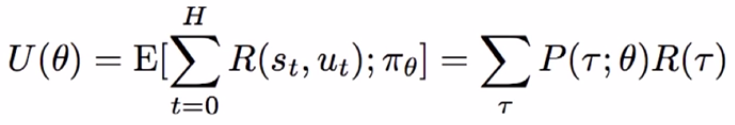 U(θ) = E[∑_{t=0}^{H} R(s_t, u_t); π_θ] = ∑_τ P(τ; θ)R(τ)